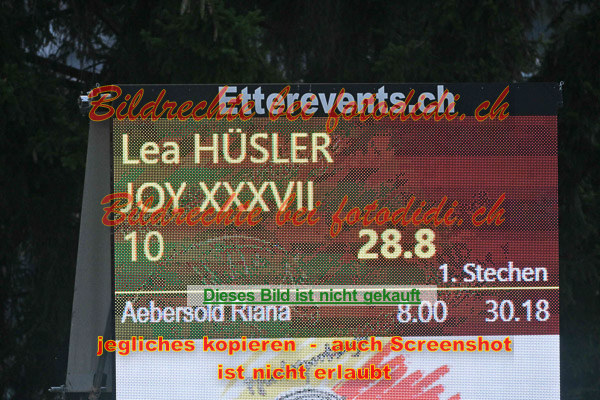 Etterevents.ch
Bildrechte bei fotodidi.ch
Lea HÜSLER
JOY XXXVII
Bildrechte bei fotodidi.ch
10 28.8
1. Stechen
Dieses Bild ist nicht gekauft
Aebersold Riana 8.00 30.18
jegliches kopieren - auch Screenshot
ist nicht erlaubt